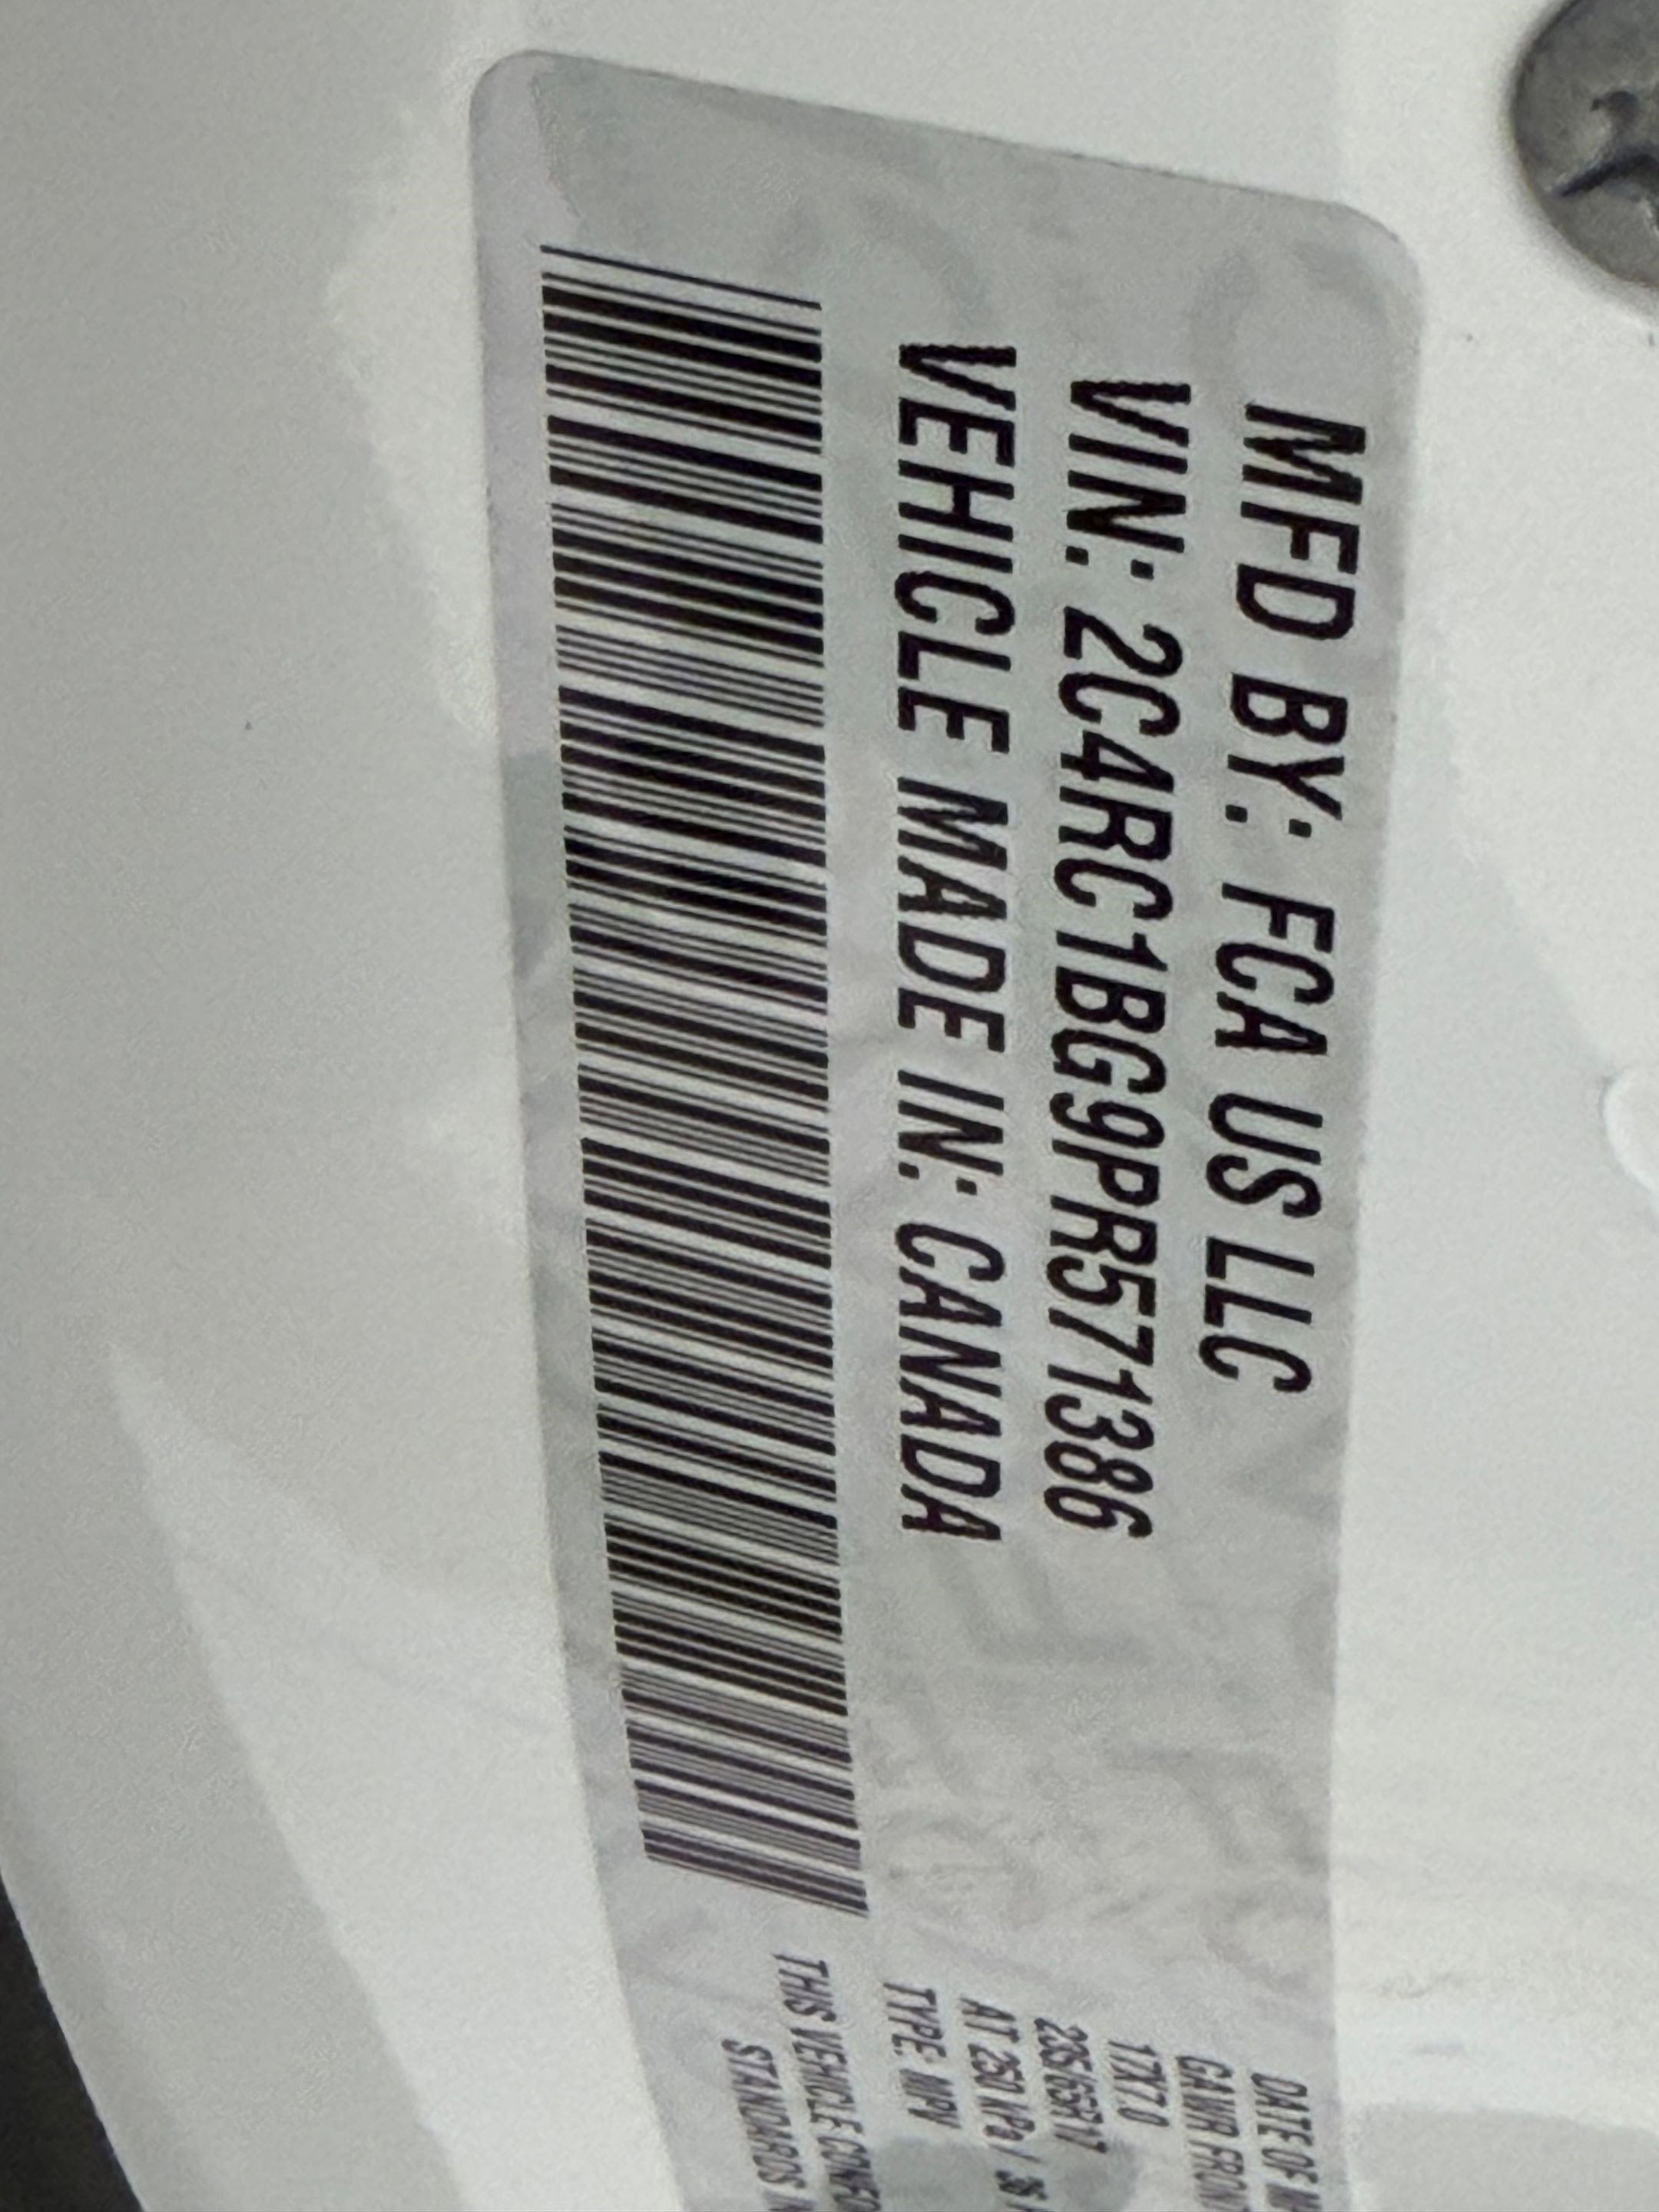 MFD BY: FCA US LLC
VIN: 2C4RC1BG9PR571386
VEHICLE MADE IN: CANADA
DATE OF
GAWR FRON
17X7.0
235/65R17
AT 250 kPa /
TYPE: MPV
THIS VEHICLE
STANDARDS